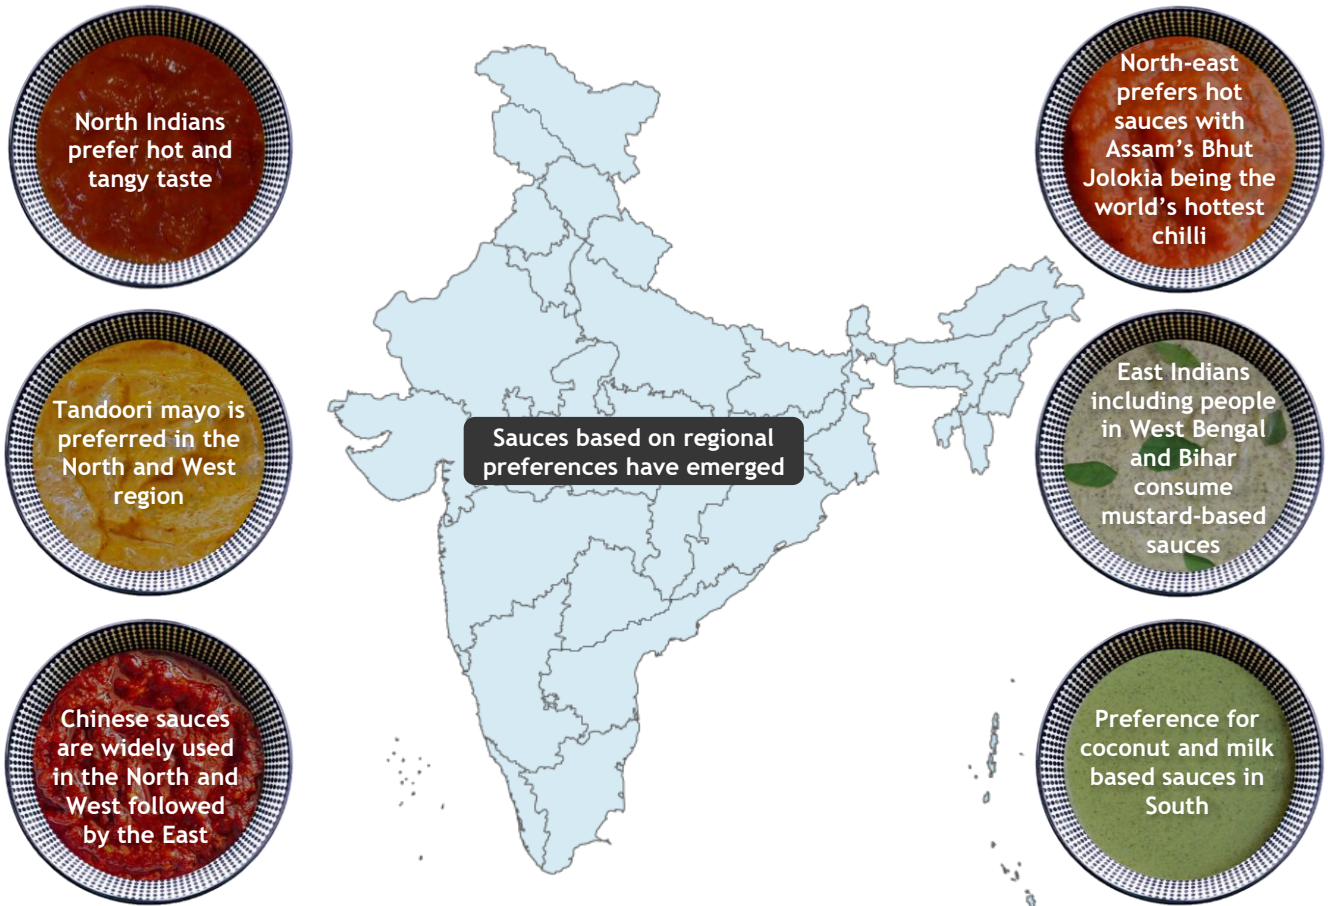 North Indians
prefer hot and
tangy taste
Tandoori mayo is
preferred in the
North and West
region
Chinese sauces
are widely used
in the North and
West followed
by the East
Sauces based on regional
preferences have emerged
North-east
prefers hot
sauces with
Assam’s Bhut
Jolokia being the
world’s hottest
chilli
East Indians
including people
in West Bengal
and Bihar
consume
mustard-based
sauces
Preference for
coconut and milk
based sauces in
South